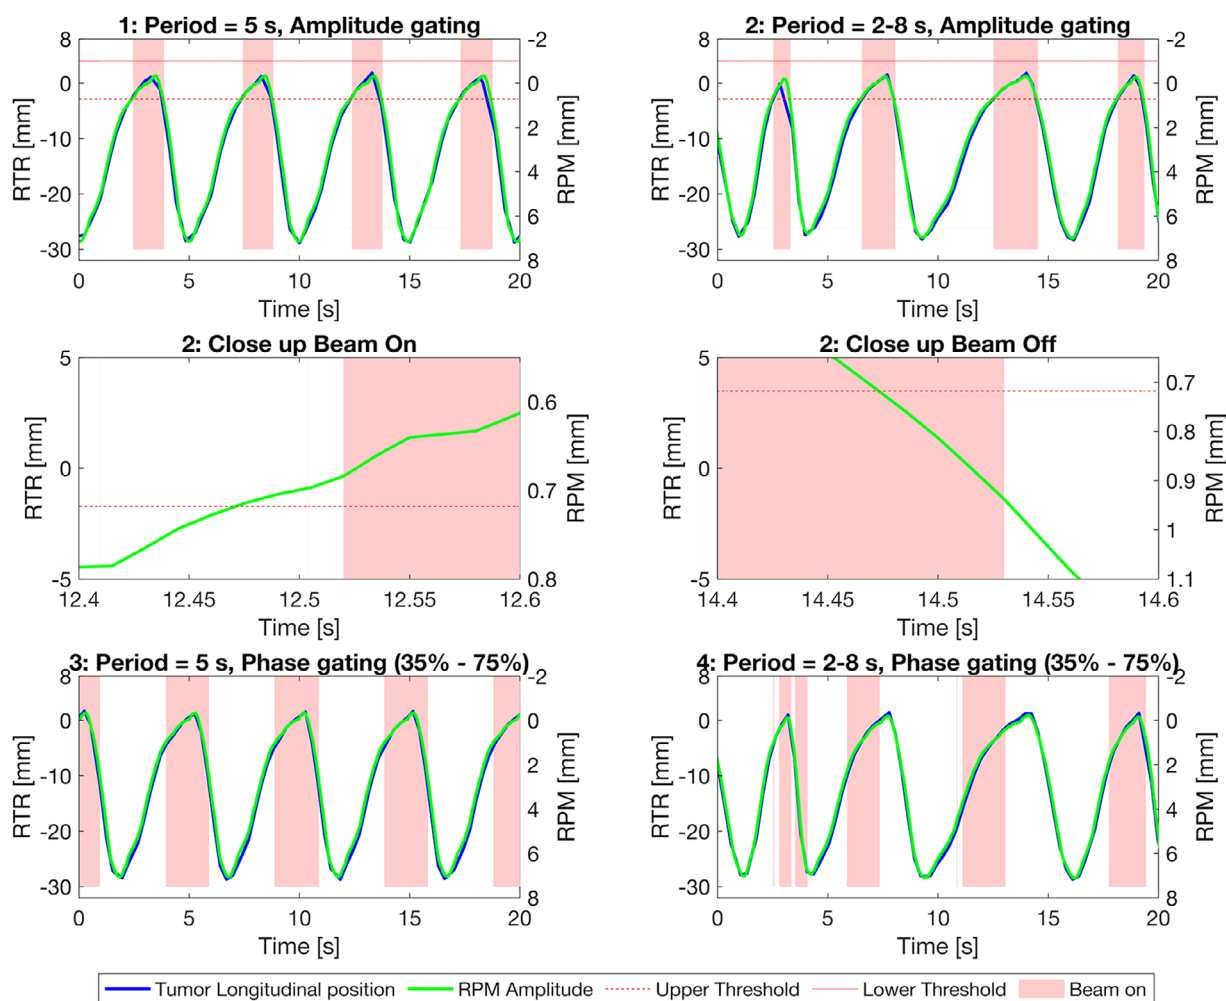 1: Period = 5 s, Amplitude gating
8
0
-10
-20
-30
RTR [mm]
-2
0
2
4
6
8
RPM [mm]
0 5 10 15 20
Time [s]
2: Period = 2-8 s, Amplitude gating
8
0
-10
-20
-30
RTR [mm]
-2
0
2
4
6
8
RPM [mm]
0 5 10 15 20
Time [s]
2: Close up Beam On
5
0
-5
RTR [mm]
0.6
0.7
0.8
RPM [mm]
12.4 12.45 12.5 12.55 12.6
Time [s]
2: Close up Beam Off
5
0
-5
RTR [mm]
0.7
0.8
0.9
1
1.1
RPM [mm]
14.4 14.45 14.5 14.55 14.6
Time [s]
3: Period = 5 s, Phase gating (35% - 75%)
8
0
-10
-20
-30
RTR [mm]
-2
0
2
4
6
8
RPM [mm]
0 5 10 15 20
Time [s]
4: Period = 2-8 s, Phase gating (35% - 75%)
8
0
-10
-20
-30
RTR [mm]
-2
0
2
4
6
8
RPM [mm]
0 5 10 15 20
Time [s]
Tumor Longitudinal position RPM Amplitude Upper Threshold Lower Threshold Beam on